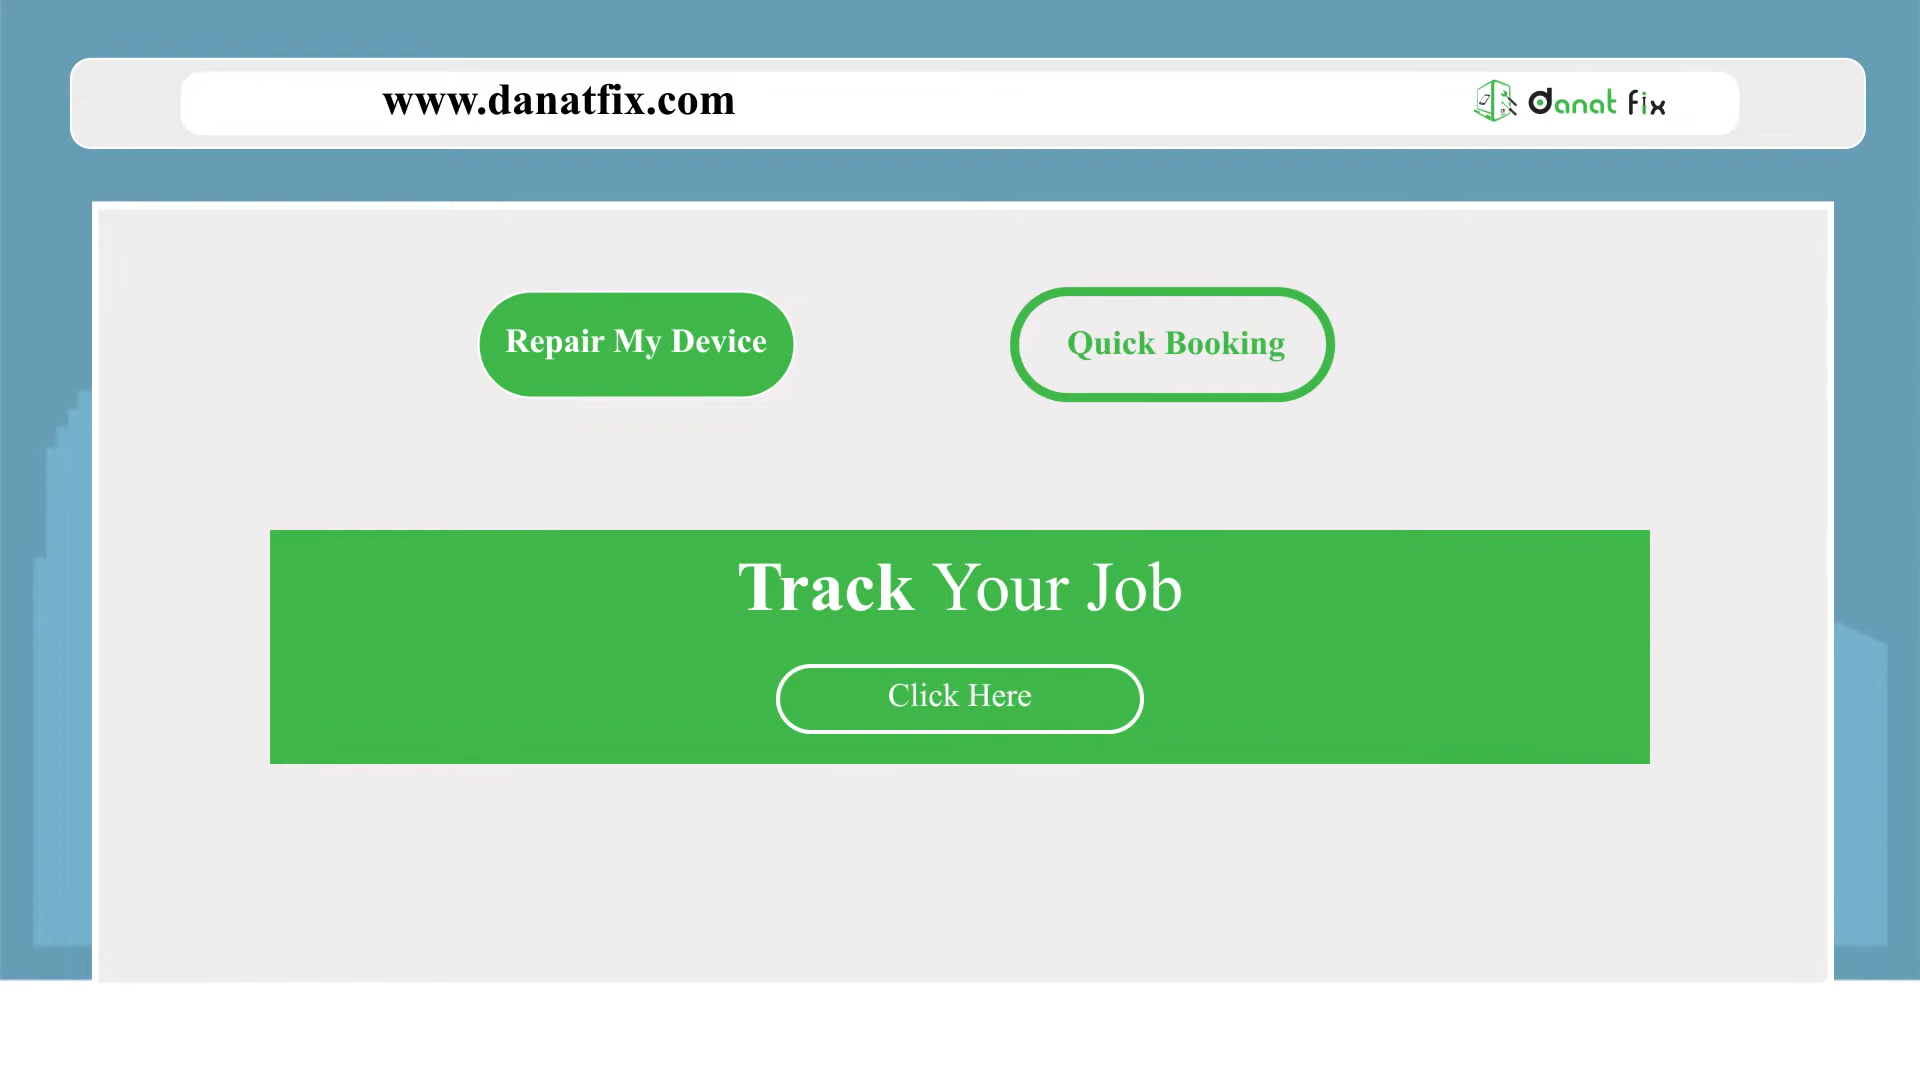 www.danatfix.com
danat fix
Repair My Device
Quick Booking
Track Your Job
Click Here